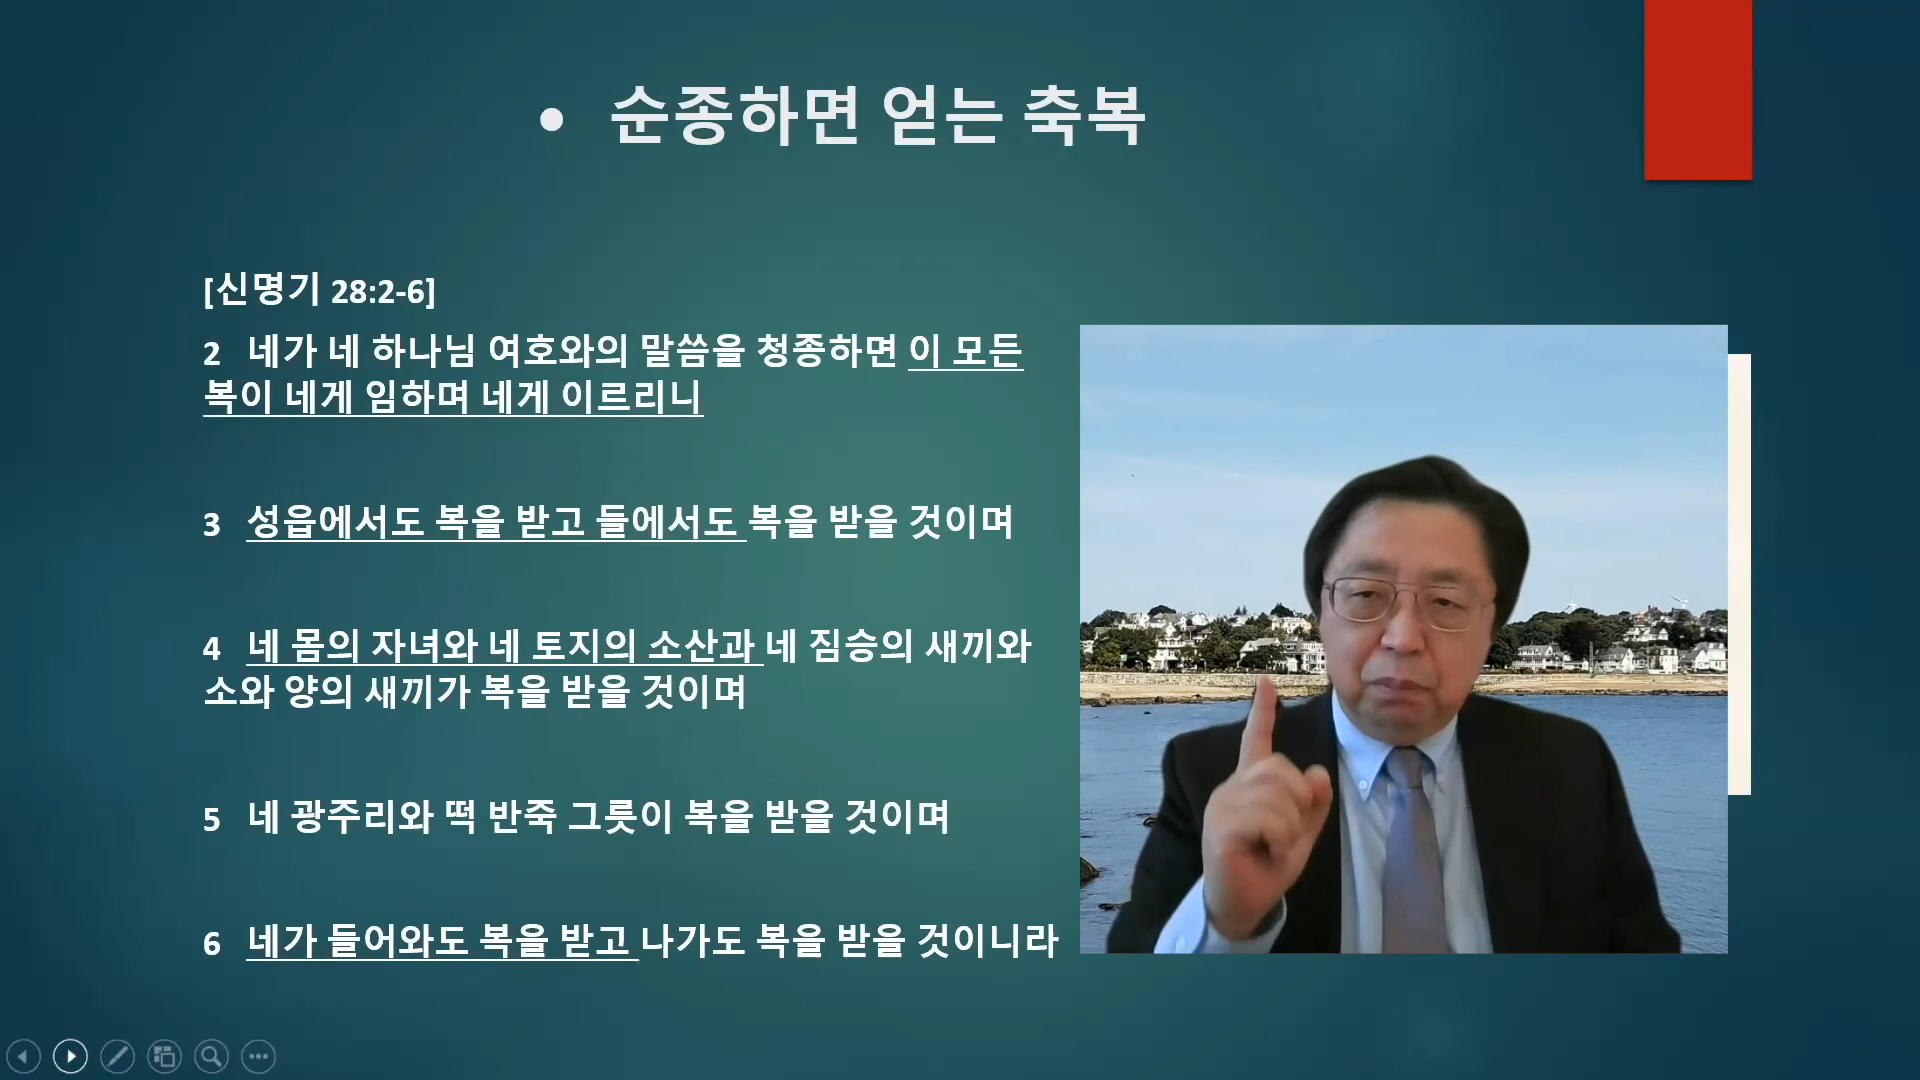 • 순종하면 얻는 축복
[신명기 28:2-6]
2 네가 네 하나님 여호와의 말씀을 청종하면 이 모든
복이 네게 임하며 네게 이르리니
3 성읍에서도 복을 받고 들에서도 복을 받을 것이며
4 네 몸의 자녀와 네 토지의 소산과 네 짐승의 새끼와
소와 양의 새끼가 복을 받을 것이며
5 네 광주리와 떡 반죽 그릇이 복을 받을 것이며
6 네가 들어와도 복을 받고 나가도 복을 받을 것이니라